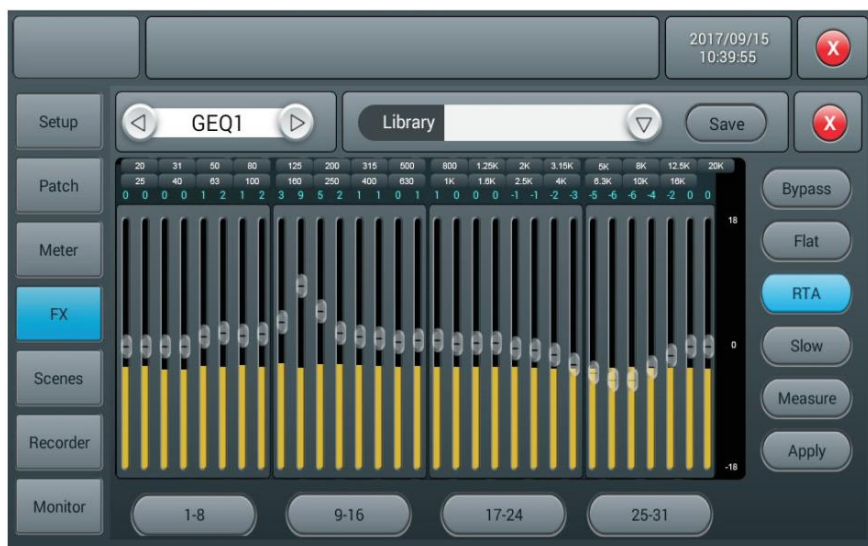 2017/09/15
10:39:55
X
Setup
GEQ1
Library
Save
X
20 31 50 80 125 200 315 500 800 1.25K 2K 3.15K 5K 8K 12.5K 20K
25 40 63 100 160 250 400 630 1K 1.6K 2.5K 4K 6.3K 10K 16K
0 0 0 0 1 2 1 2 3 9 5 2 1 1 0 1 1 0 0 0 -1 -1 -2 -3 -5 -6 -6 -4 -2 0 0
Patch
Bypass
18
Meter
Flat
FX
RTA
Slow
0
Scenes
Measure
Recorder
Apply
-18
Monitor
1-8
9-16
17-24
25-31